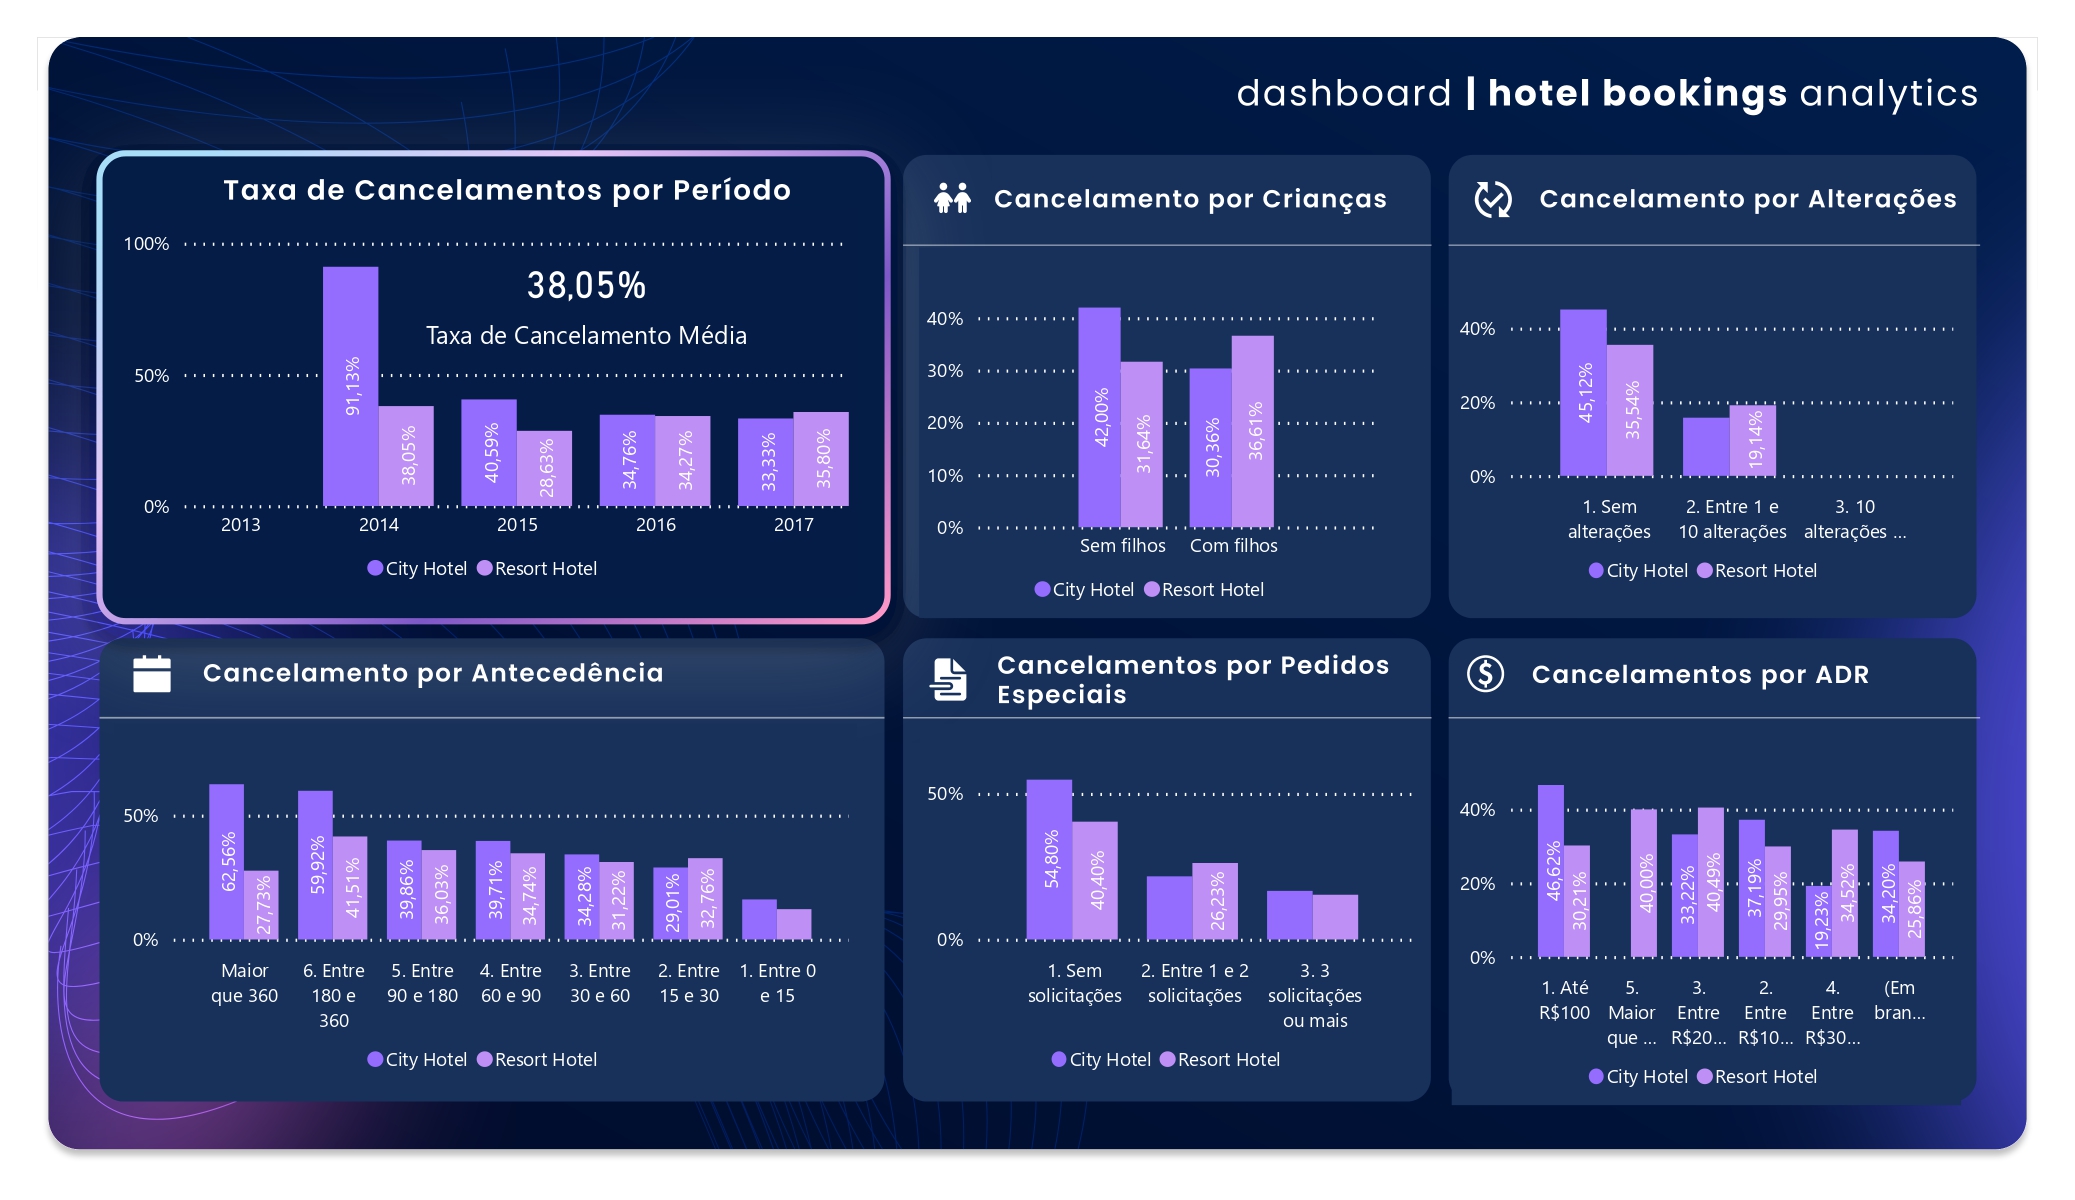 dashboard | hotel bookings analytics
Taxa de Cancelamentos por Período
100%
50%
0%
38,05%
Taxa de Cancelamento Média
91,13%
38,05%
40,59%
28,63%
34,76%
34,27%
33,33%
35,80%
2013
2014
2015
2016
2017
City Hotel
Resort Hotel
Cancelamento por Crianças
40%
30%
20%
10%
0%
42,00%
31,64%
30,36%
36,61%
Sem filhos
Com filhos
City Hotel
Resort Hotel
Cancelamento por Alterações
40%
20%
0%
45,12%
35,54%
19,14%
1. Sem
alterações
2. Entre 1 e
10 alterações
3. 10
alterações ...
City Hotel
Resort Hotel
Cancelamento por Antecedência
50%
0%
62,56%
27,73%
59,92%
41,51%
39,86%
36,03%
39,71%
34,74%
34,28%
31,22%
29,01%
32,76%
Maior
que 360
6. Entre
180 e
360
5. Entre
90 e 180
4. Entre
60 e 90
3. Entre
30 e 60
2. Entre
15 e 30
1. Entre 0
e 15
City Hotel
Resort Hotel
Cancelamentos por Pedidos
Especiais
50%
0%
54,80%
40,40%
26,23%
1. Sem
solicitações
2. Entre 1 e 2
solicitações
3. 3
solicitações
ou mais
City Hotel
Resort Hotel
Cancelamentos por ADR
40%
20%
0%
46,62%
30,21%
40,00%
33,22%
40,49%
37,19%
29,95%
19,23%
34,52%
34,20%
25,86%
1. Até
R$100
5.
Maior
que ...
3.
Entre
R$20...
2.
Entre
R$10...
4.
Entre
R$30...
(Em
bran...
City Hotel
Resort Hotel